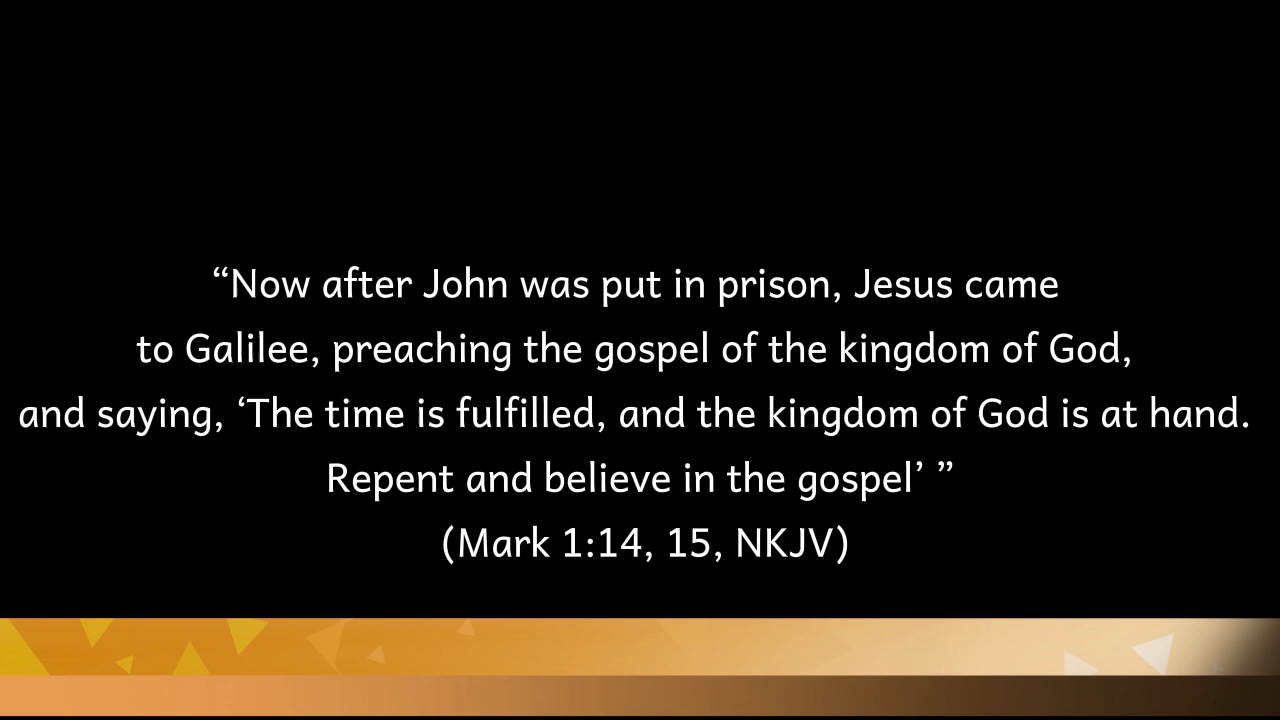 “Now after John was put in prison, Jesus came
to Galilee, preaching the gospel of the kingdom of God,
and saying, ‘The time is fulfilled, and the kingdom of God is at hand.
Repent and believe in the gospel’ ”
(Mark 1:14, 15, NKJV)